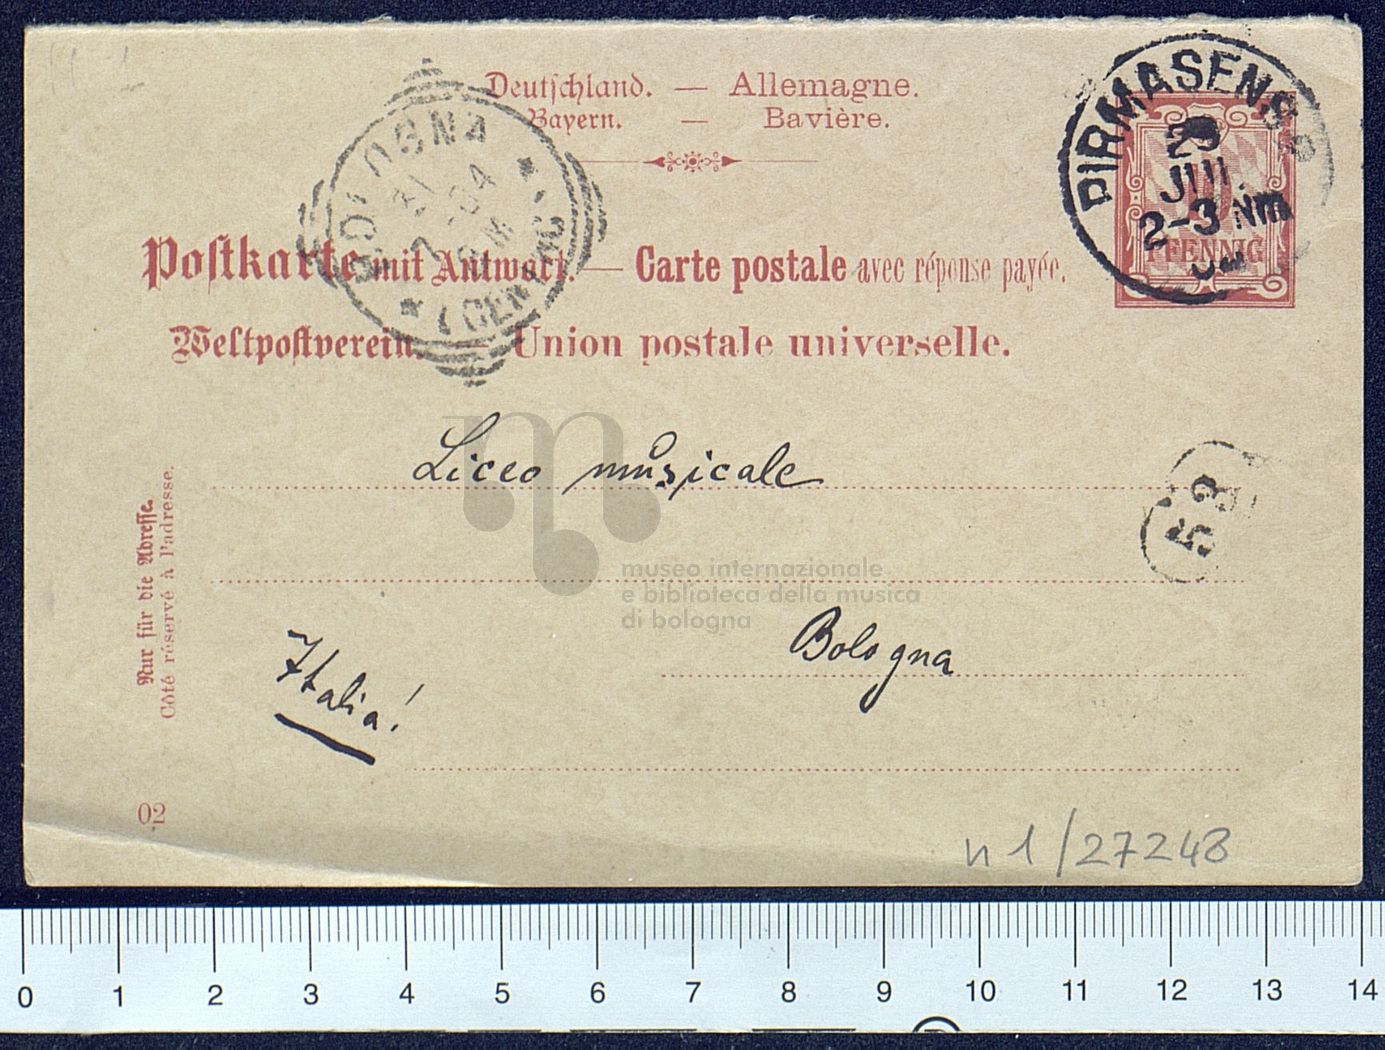 Deutschland. — Allemagne.
Bayern. — Bavière.
Postkarte mit Antwort. — Carte postale avec réponse payée.
Weltpostverein. — Union postale universelle.
BOLOGNA
(CENTRO)
PIRMASENS
29
JUL
2-3 Nm
PFENNIG
Liceo musicale
53
museo internazionale
e biblioteca della musica
di bologna
Bologna
Italia!
Nur für die Adresse.
Côté réservé à l'adresse.
02
n1/27248
0 1 2 3 4 5 6 7 8 9 10 11 12 13 14